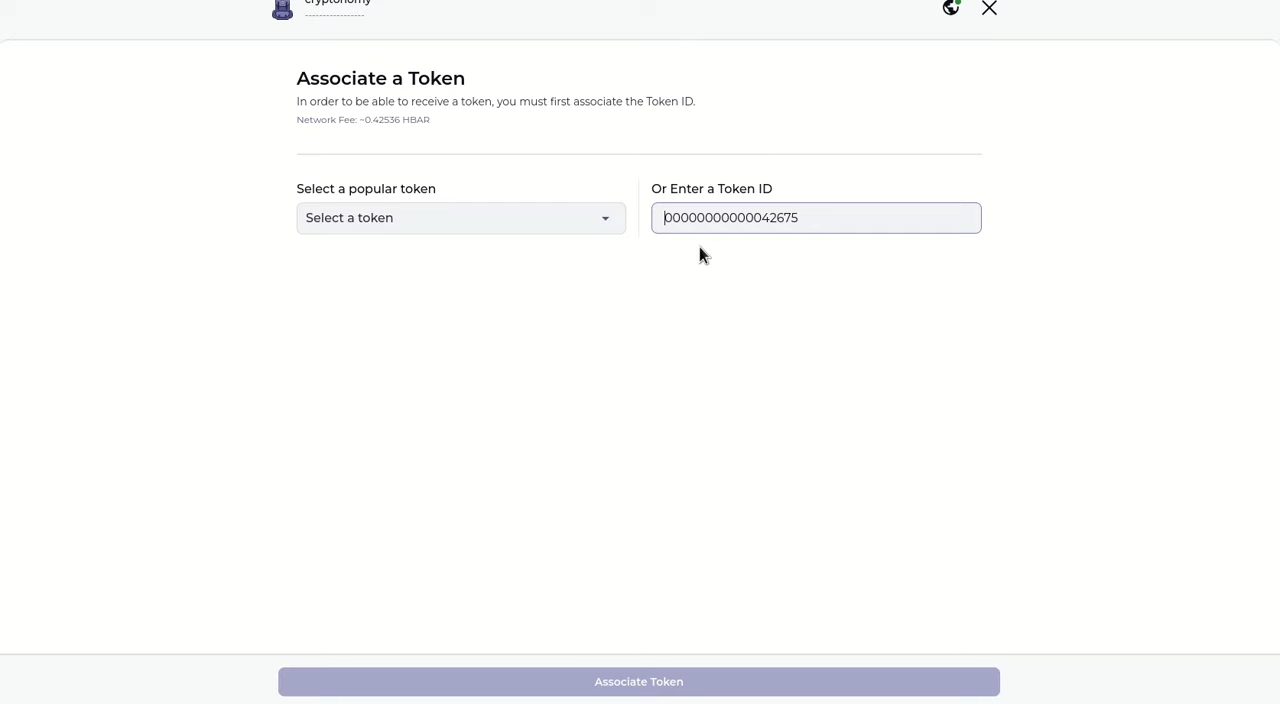 cryptonomy
-----------------
Associate a Token
In order to be able to receive a token, you must first associate the Token ID.
Network Fee: ~0.42536 HBAR
Select a popular token
Or Enter a Token ID
Select a token
00000000000042675
Associate Token